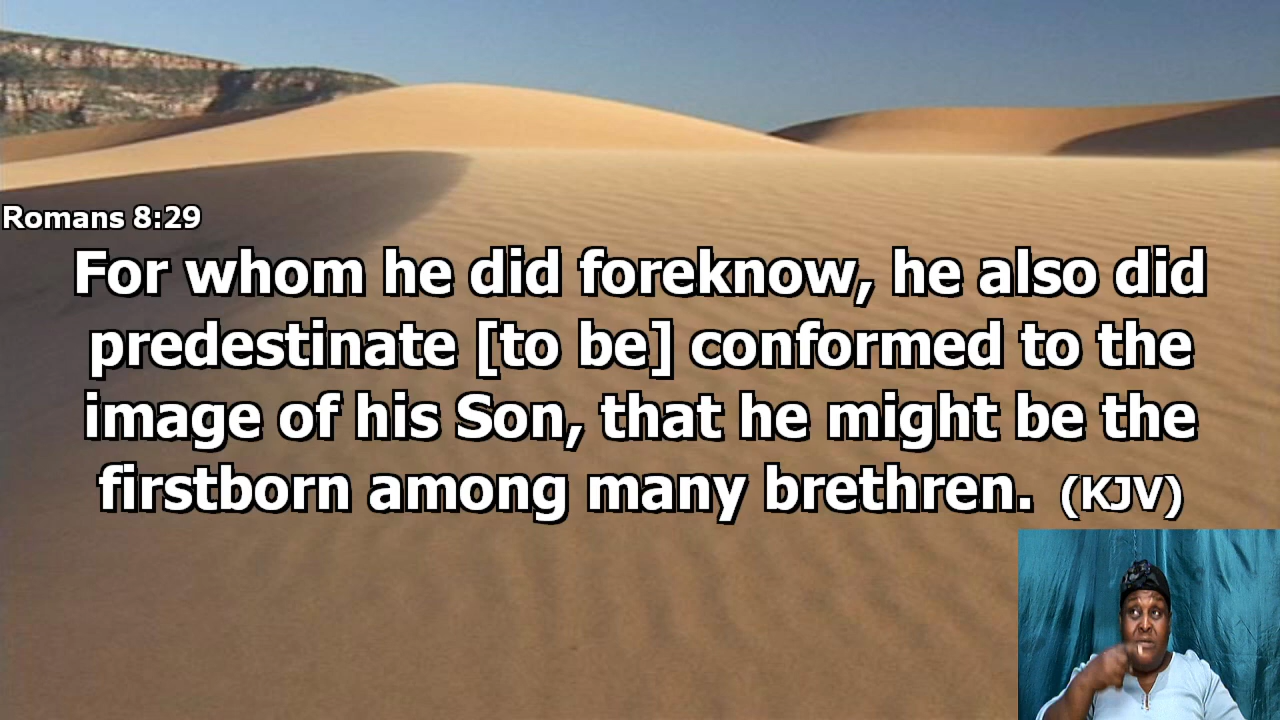 Romans 8:29
For whom he did foreknow, he also did
predestinate [to be] conformed to the
image of his Son, that he might be the
firstborn among many brethren. (KJV)